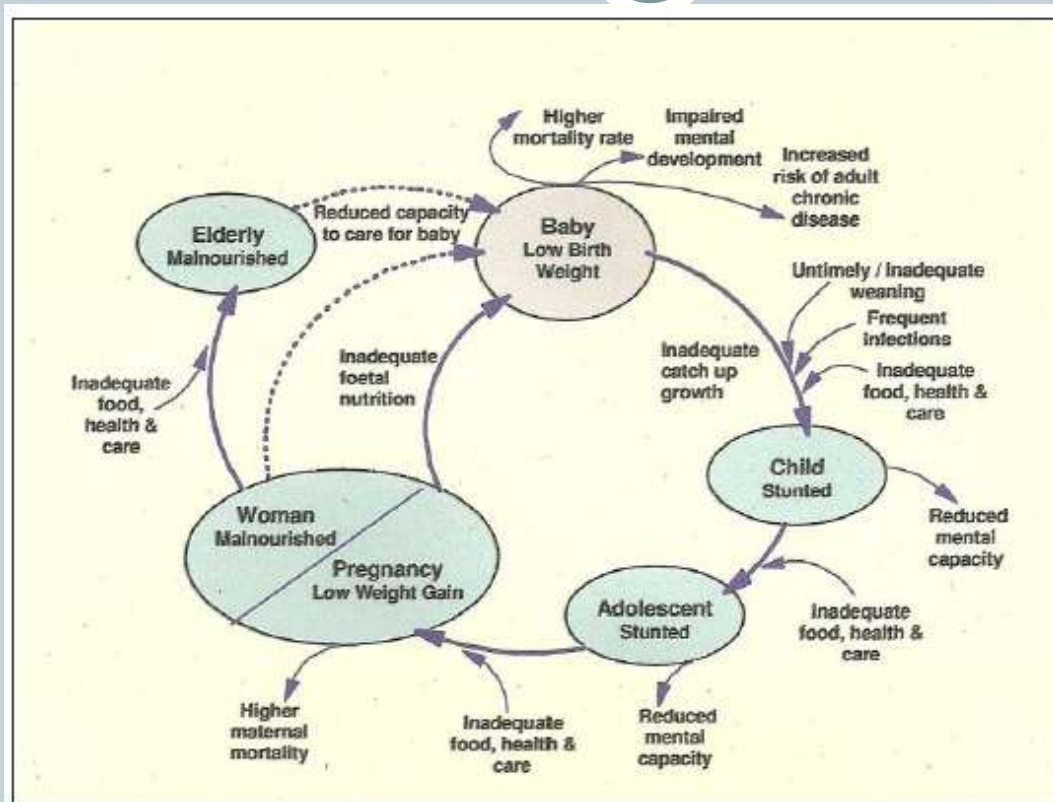 Higher
mortality rate
Impaired
mental
development
Increased
risk of adult
chronic
disease
Elderly
Malnourished
Reduced capacity
to care for baby
Baby
Low Birth
Weight
Untimely / Inadequate
weaning
Frequent
infections
Inadequate
food, health &
care
Inadequate
catch up
growth
Inadequate
foetal
nutrition
Inadequate
food,
health &
care
Child
Stunted
Reduced
mental
capacity
Woman
Malnourished
Pregnancy
Low Weight Gain
Adolescent
Stunted
Inadequate
food, health &
care
Higher
maternal
mortality
Inadequate
food, health &
care
Reduced
mental
capacity